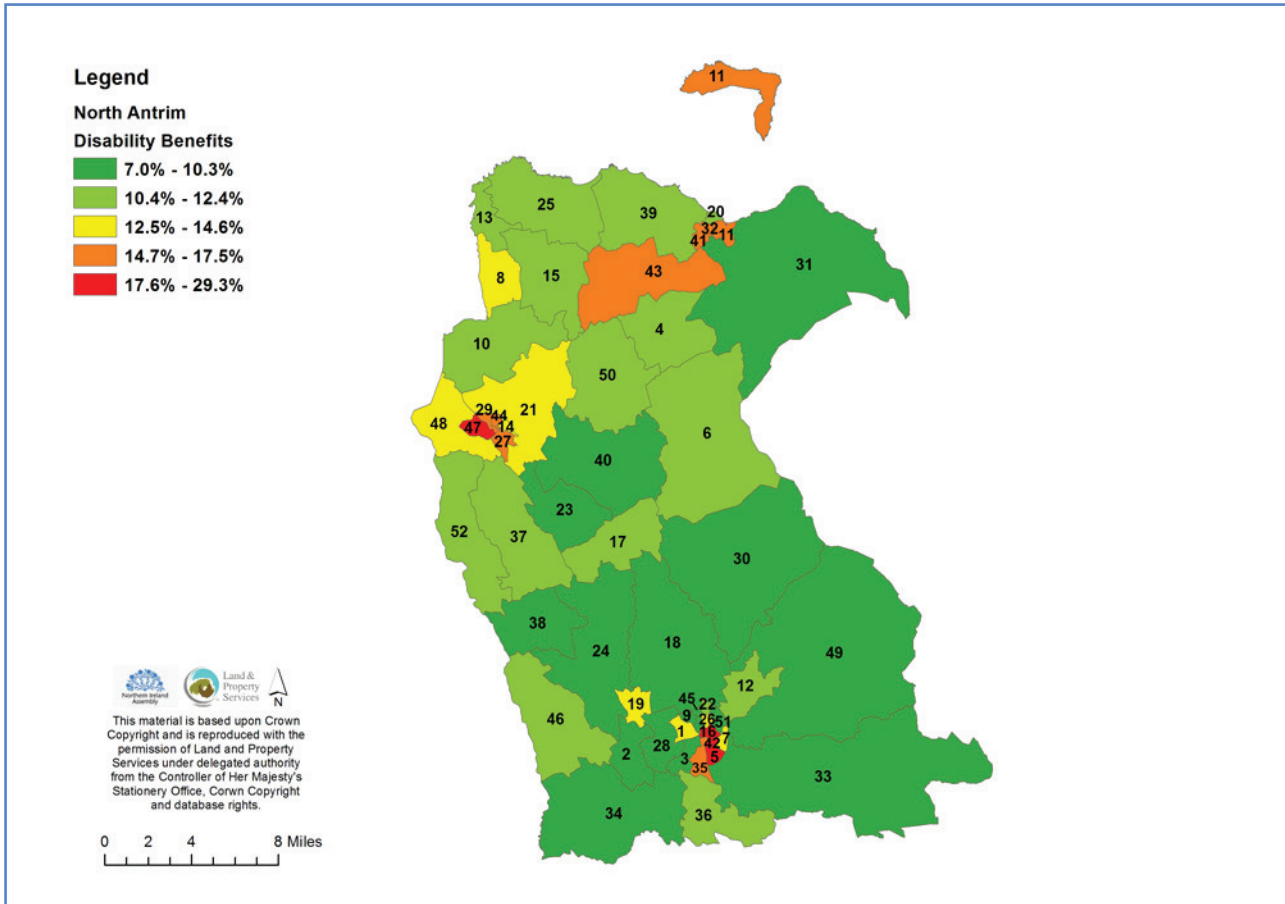 Legend
North Antrim
Disability Benefits
7.0% - 10.3%
10.4% - 12.4%
12.5% - 14.6%
14.7% - 17.5%
17.6% - 29.3%
11
25
39
20
13
32
41
11
31
8
15
43
4
10
50
29
44
21
48
47
14
27
6
40
23
52
37
17
30
38
24
18
49
12
19
45
22
46
9
26
51
1
16
7
2
28
42
3
5
35
33
34
36
Northern Ireland
Assembly
Land &
Property
Services
N
This material is based upon Crown
Copyright and is reproduced with the
permission of Land and Property
Services under delegated authority
from the Controller of Her Majesty's
Stationery Office, Corwn Copyright
and database rights.
0 2 4 8 Miles